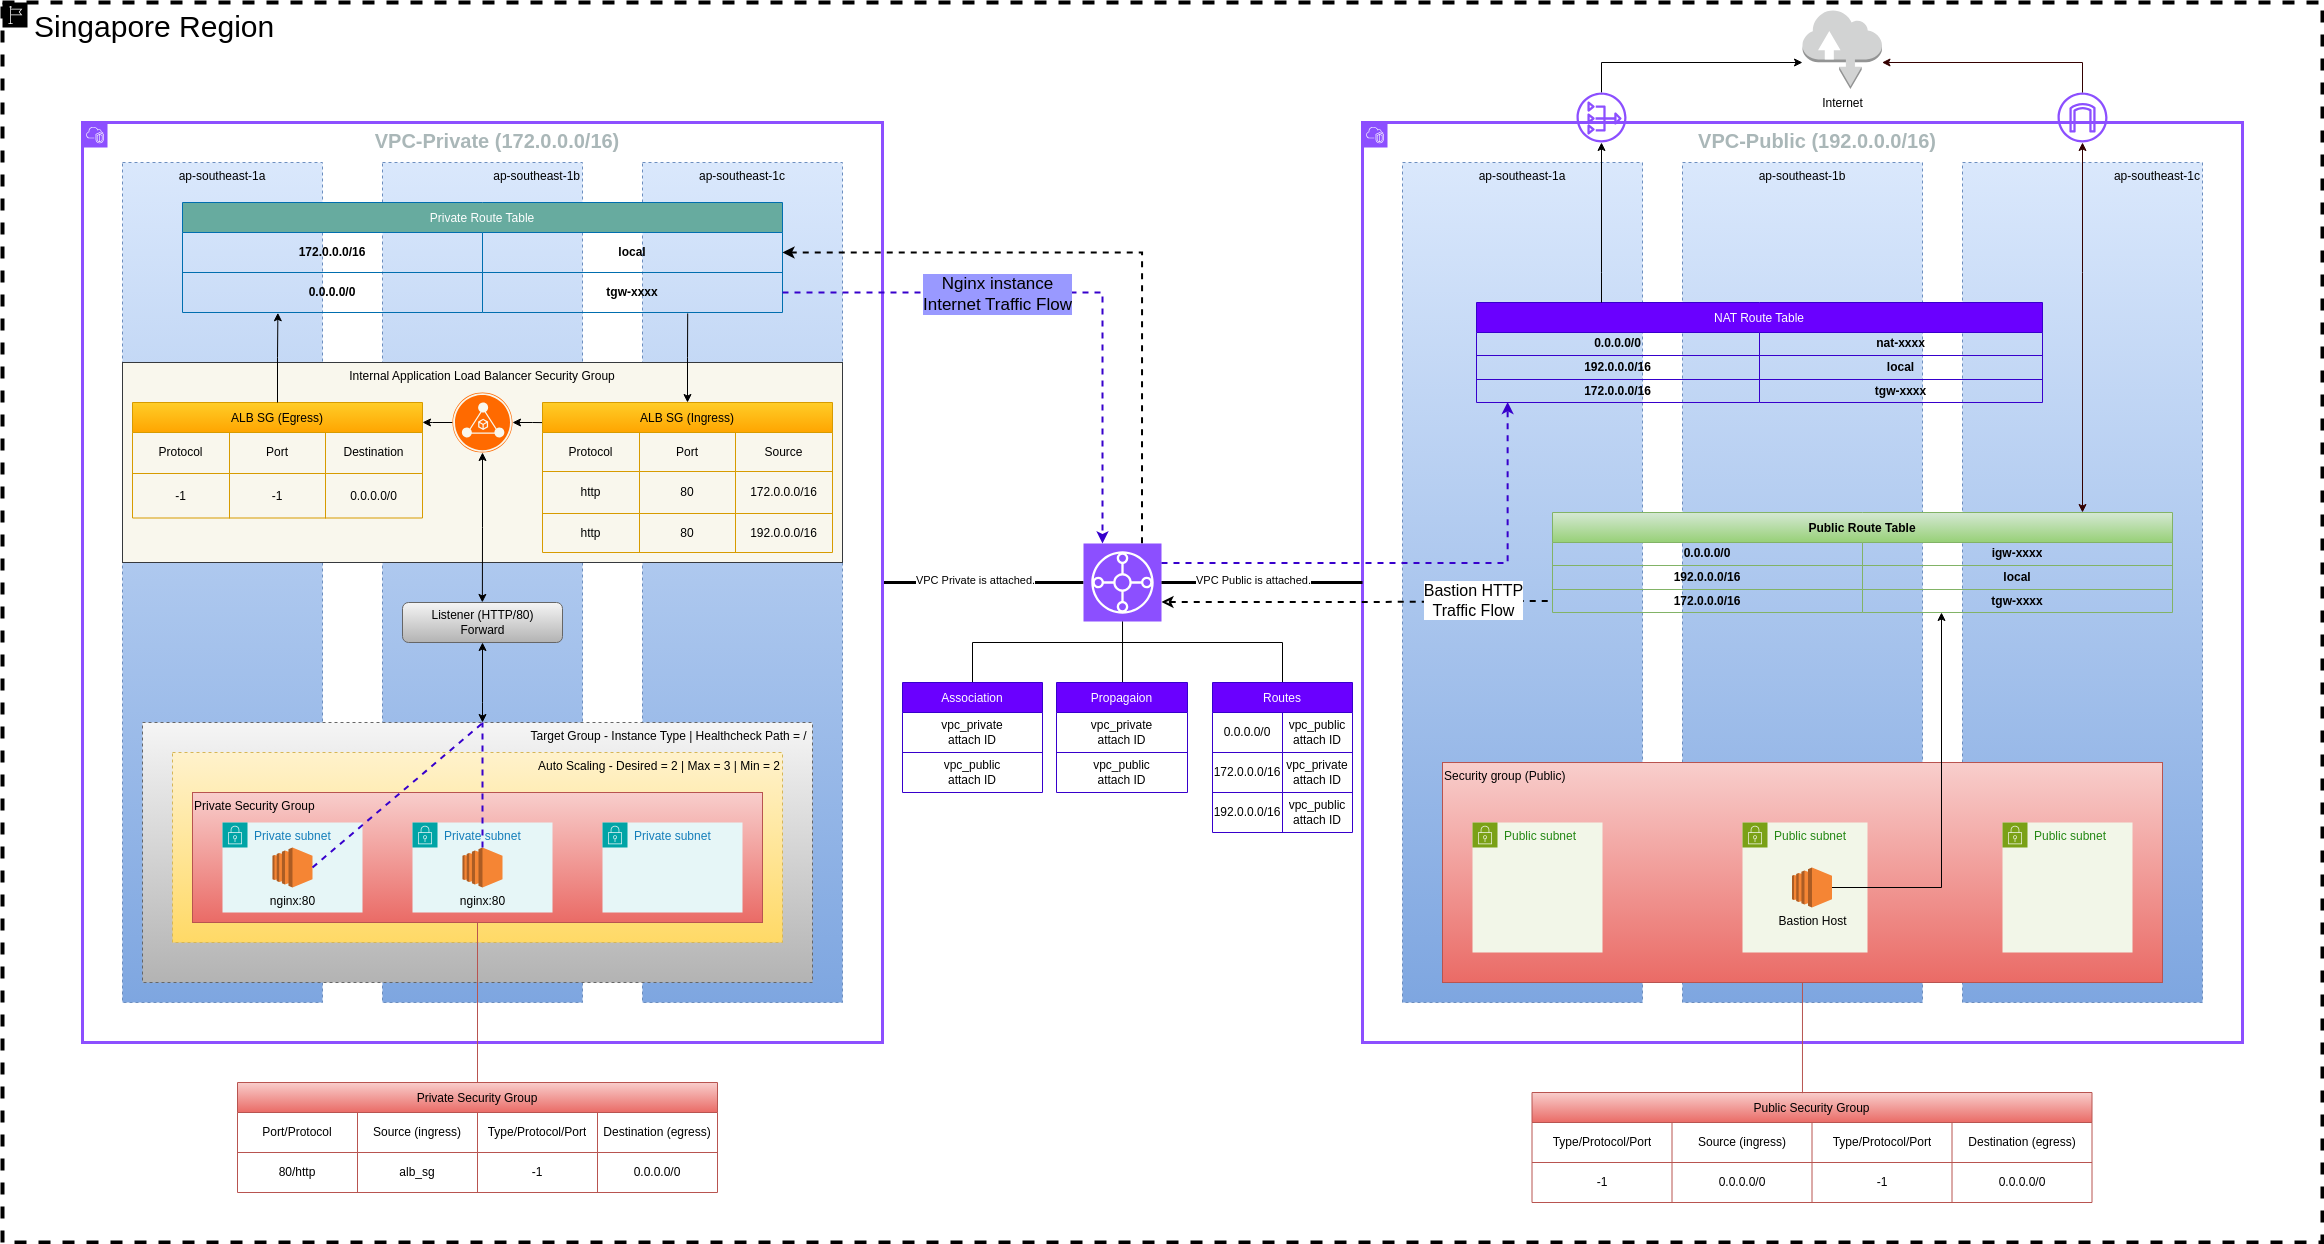 Singapore Region
Internet
VPC-Private (172.0.0.0/16)
ap-southeast-1a
ap-southeast-1b
ap-southeast-1c
Private Route Table
172.0.0.0/16
local
0.0.0.0/0
tgw-xxxx
Internal Application Load Balancer Security Group
ALB SG (Egress)
Protocol
Port
Destination
-1
-1
0.0.0.0/0
ALB SG (Ingress)
Protocol
Port
Source
http
80
172.0.0.0/16
http
80
192.0.0.0/16
Listener (HTTP/80)
Forward
Target Group - Instance Type | Healthcheck Path = /
Auto Scaling - Desired = 2 | Max = 3 | Min = 2
Private Security Group
Private subnet
nginx:80
Private subnet
nginx:80
Private subnet
Private Security Group
Port/Protocol
Source (ingress)
Type/Protocol/Port
Destination (egress)
80/http
alb_sg
-1
0.0.0.0/0
Nginx instance
Internet Traffic Flow
VPC Private is attached.
VPC Public is attached.
Bastion HTTP
Traffic Flow
Association
vpc_private
attach ID
vpc_public
attach ID
Propagaion
vpc_private
attach ID
vpc_public
attach ID
Routes
0.0.0.0/0
vpc_public
attach ID
172.0.0.0/16
vpc_private
attach ID
192.0.0.0/16
vpc_public
attach ID
VPC-Public (192.0.0.0/16)
ap-southeast-1a
ap-southeast-1b
ap-southeast-1c
NAT Route Table
0.0.0.0/0
nat-xxxx
192.0.0.0/16
local
172.0.0.0/16
tgw-xxxx
Public Route Table
0.0.0.0/0
igw-xxxx
192.0.0.0/16
local
172.0.0.0/16
tgw-xxxx
Security group (Public)
Public subnet
Public subnet
Bastion Host
Public subnet
Public Security Group
Type/Protocol/Port
Source (ingress)
Type/Protocol/Port
Destination (egress)
-1
0.0.0.0/0
-1
0.0.0.0/0